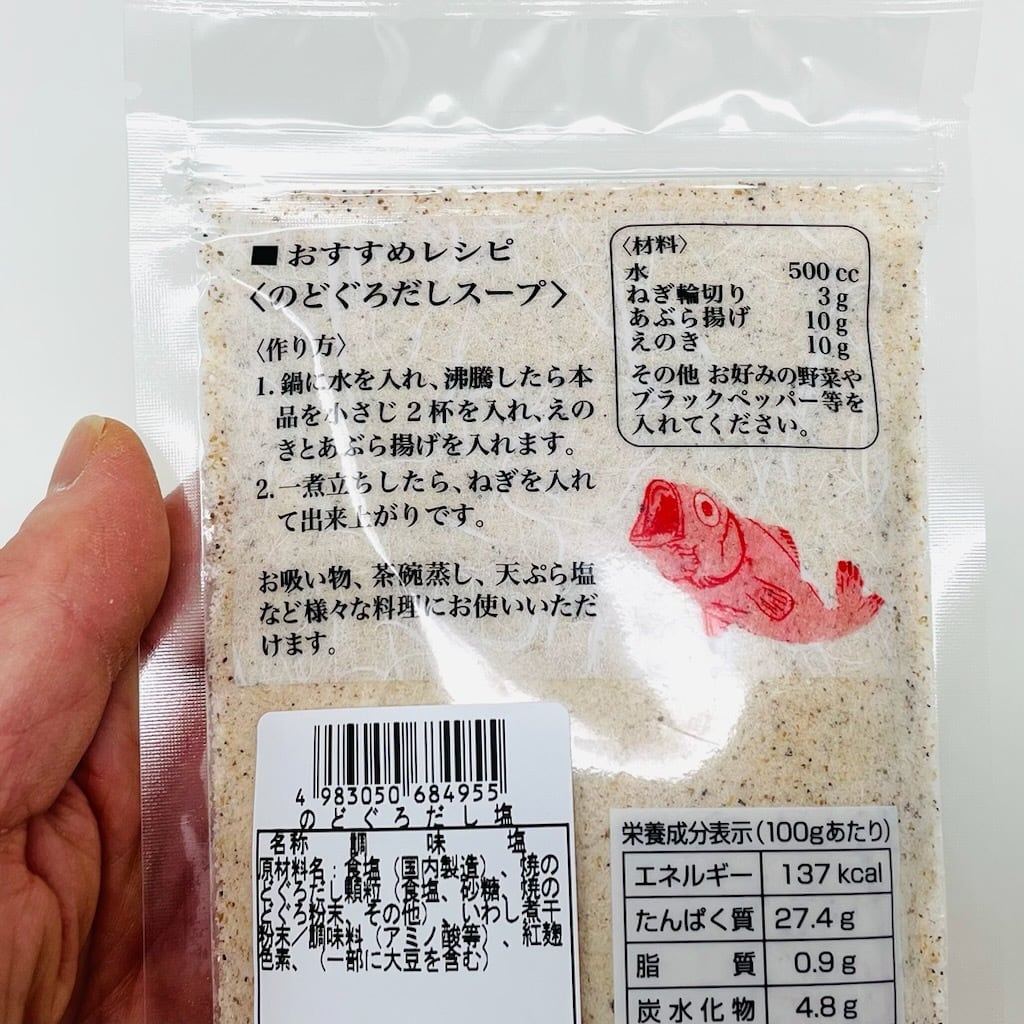 ■ おすすめレシピ
〈のどぐろだしスープ〉
〈作り方〉
1. 鍋に水を入れ、沸騰したら本
品を小さじ2杯を入れ、えの
きとあぶら揚げを入れます。
2. 一煮立ちしたら、ねぎを入れ
て出来上がりです。
お吸い物、茶碗蒸し、天ぷら塩
など様々な料理にお使いいただ
けます。
〈材料〉
水 500 cc
ねぎ輪切り 3g
あぶら揚げ 10g
えのき 10g
その他 お好みの野菜や
ブラックペッパー等を
入れてください。
4 983050 684955
のどぐろだし塩
名称 調味塩
原材料名：食塩（国内製造）、焼の
どぐろだし顆粒（食塩、砂糖、焼の
どぐろ粉末、その他）、いわし煮干
粉末／調味料（アミノ酸等）、紅麹
色素、（一部に大豆を含む）
栄養成分表示(100gあたり)
エネルギー 137 kcal
たんぱく質 27.4 g
脂質 0.9 g
炭水化物 4.8 g